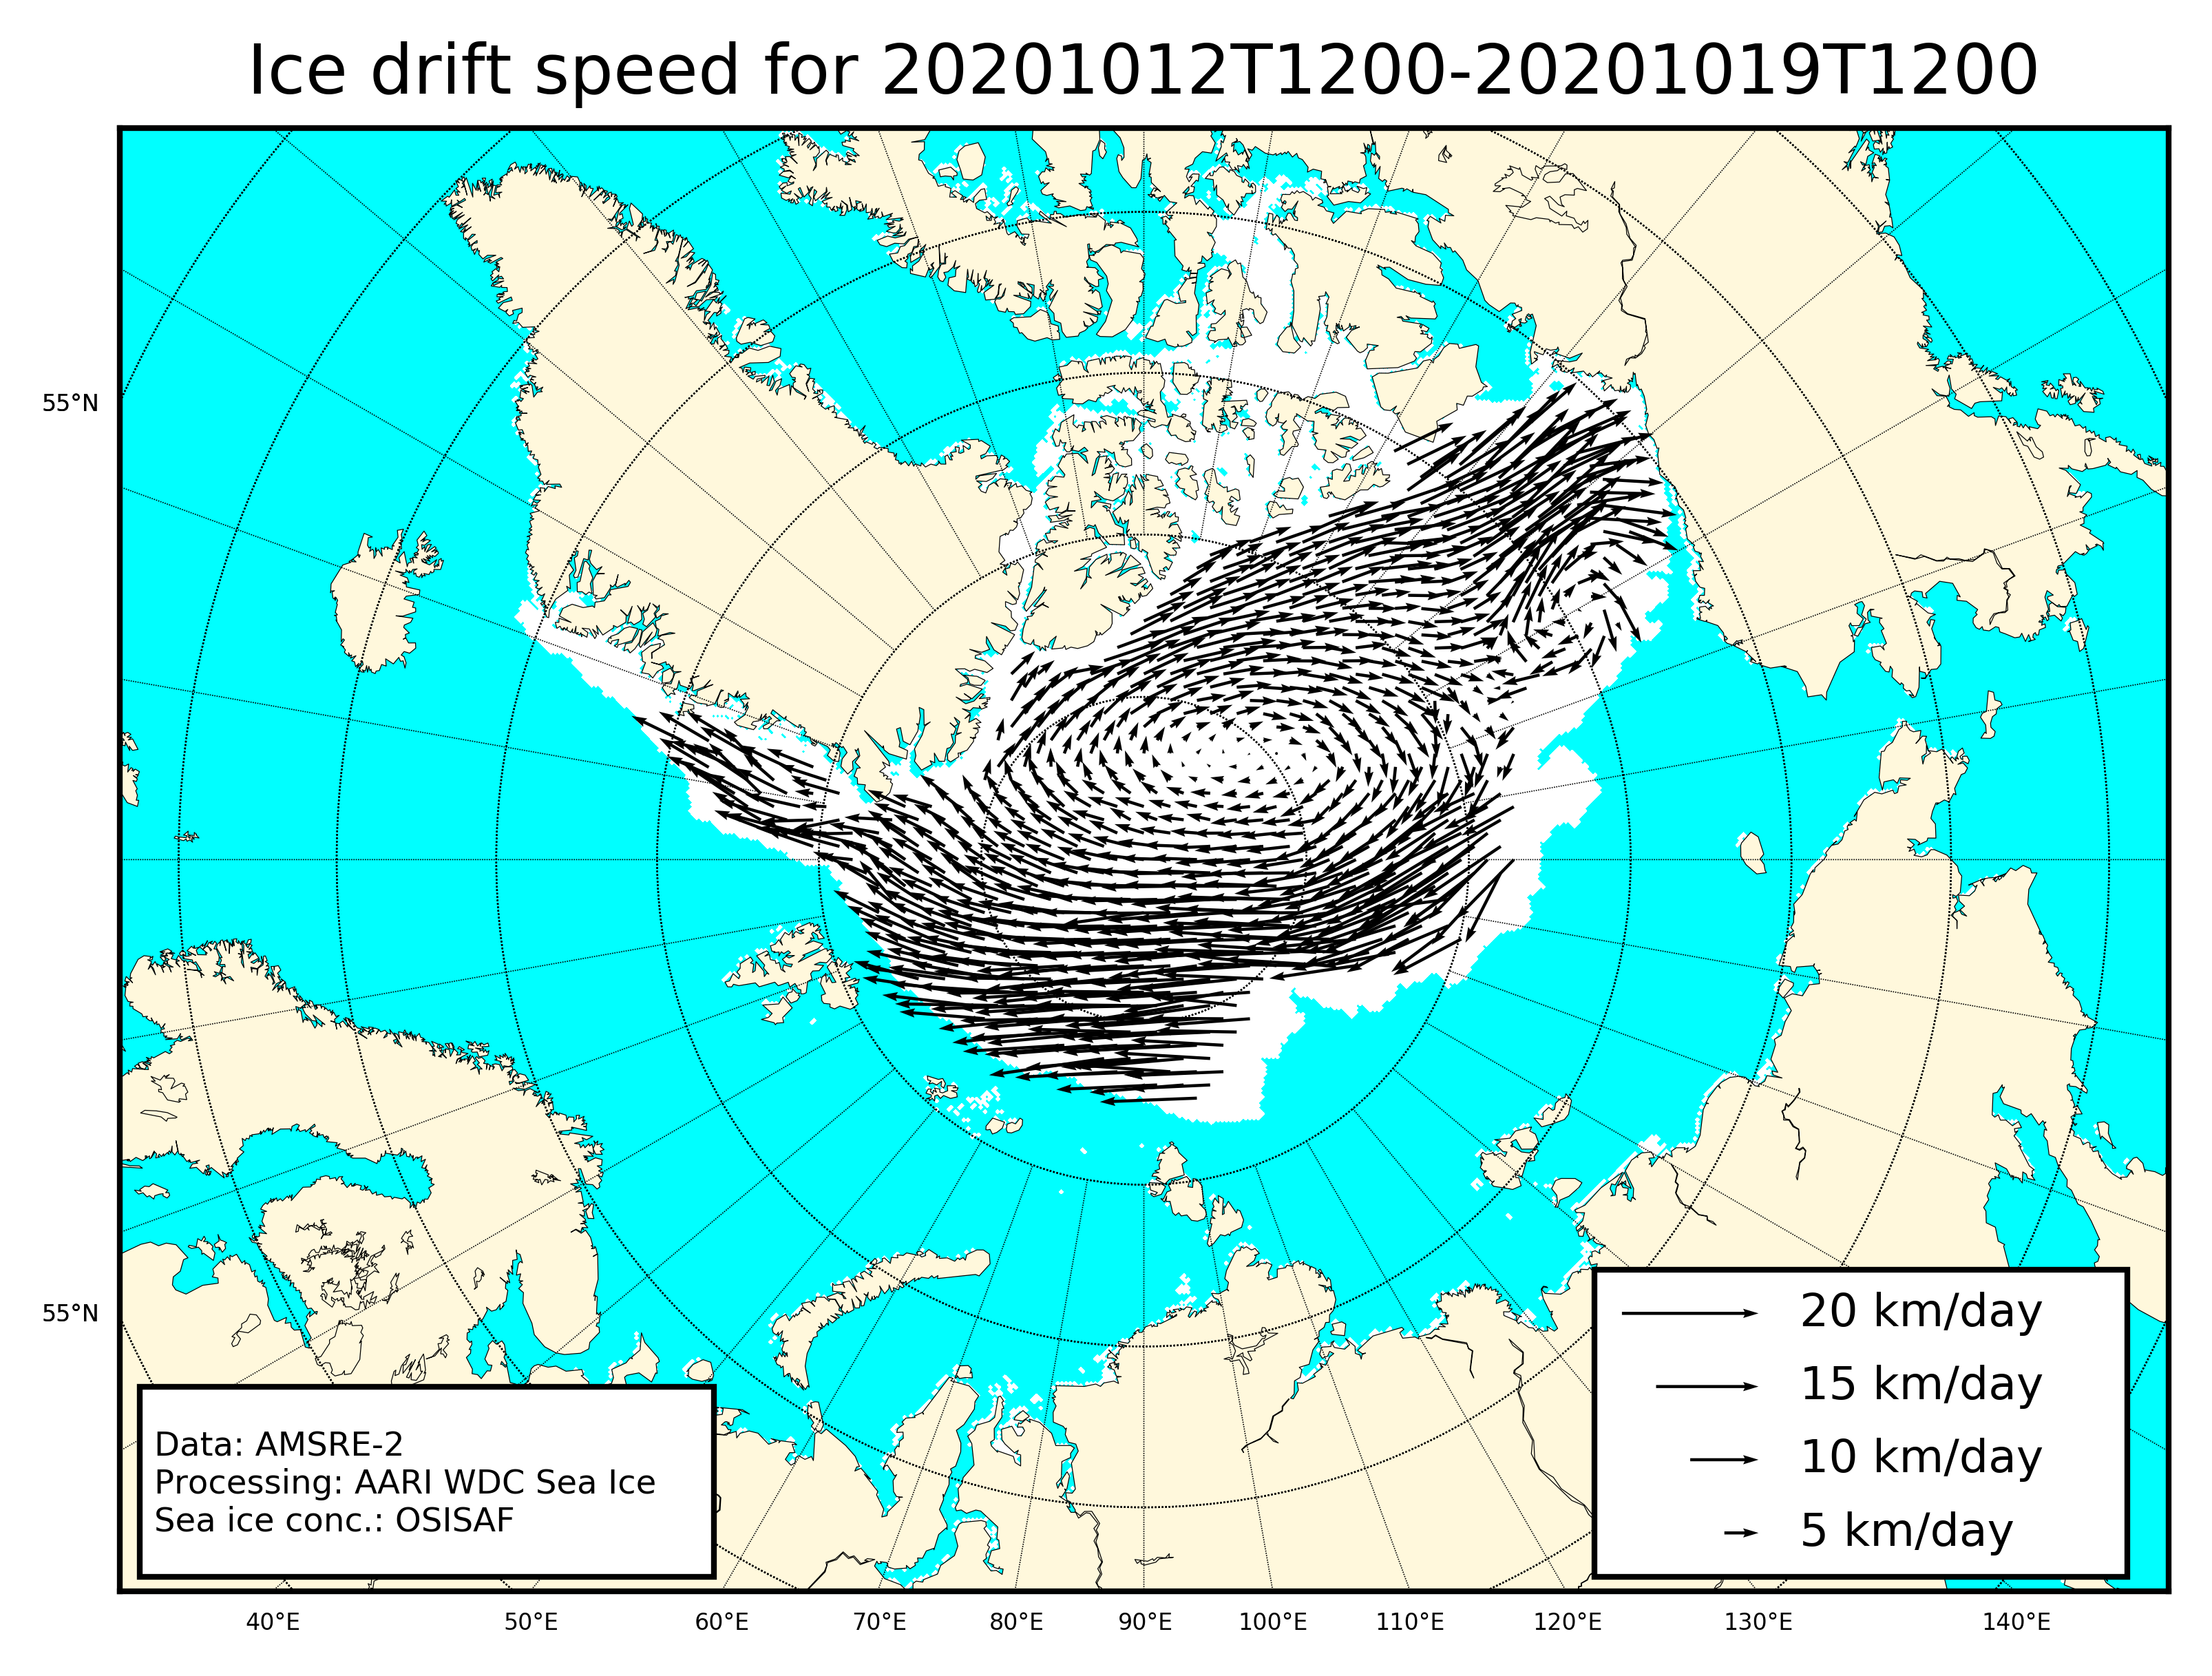 Ice drift speed for 20201012T1200-20201019T1200
55°N
55°N
20 km/day
15 km/day
10 km/day
5 km/day
Data: AMSRE-2
Processing: AARI WDC Sea Ice
Sea ice conc.: OSISAF
40°E 50°E 60°E 70°E 80°E 90°E 100°E 110°E 120°E 130°E 140°E